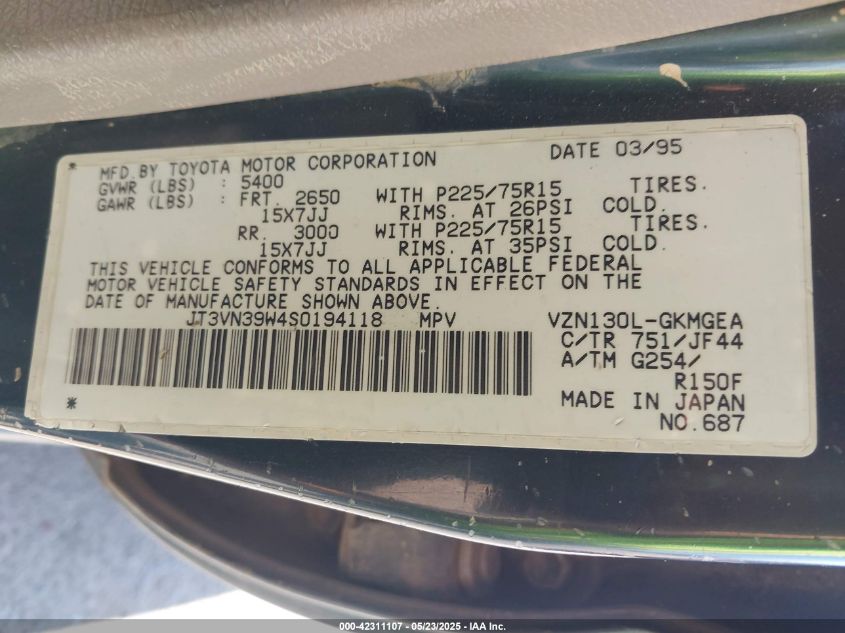 * MFD.BY TOYOTA MOTOR CORPORATION DATE 03/95
GVWR (LBS) : 5400
GAWR (LBS) : FRT. 2650 WITH P225/75R15 TIRES.
15X7JJ RIMS. AT 26PSI COLD.
RR. 3000 WITH P225/75R15 TIRES.
15X7JJ RIMS. AT 35PSI COLD.
THIS VEHICLE CONFORMS TO ALL APPLICABLE FEDERAL
MOTOR VEHICLE SAFETY STANDARDS IN EFFECT ON THE
DATE OF MANUFACTURE SHOWN ABOVE.
JT3VN39W4S0194118 MPV VZN130L-GKMGEA
C/TR 751/JF44
A/TM G254/
R150F
* MADE IN JAPAN
NO.687
000-42311107 - 05/23/2025 - IAA Inc.